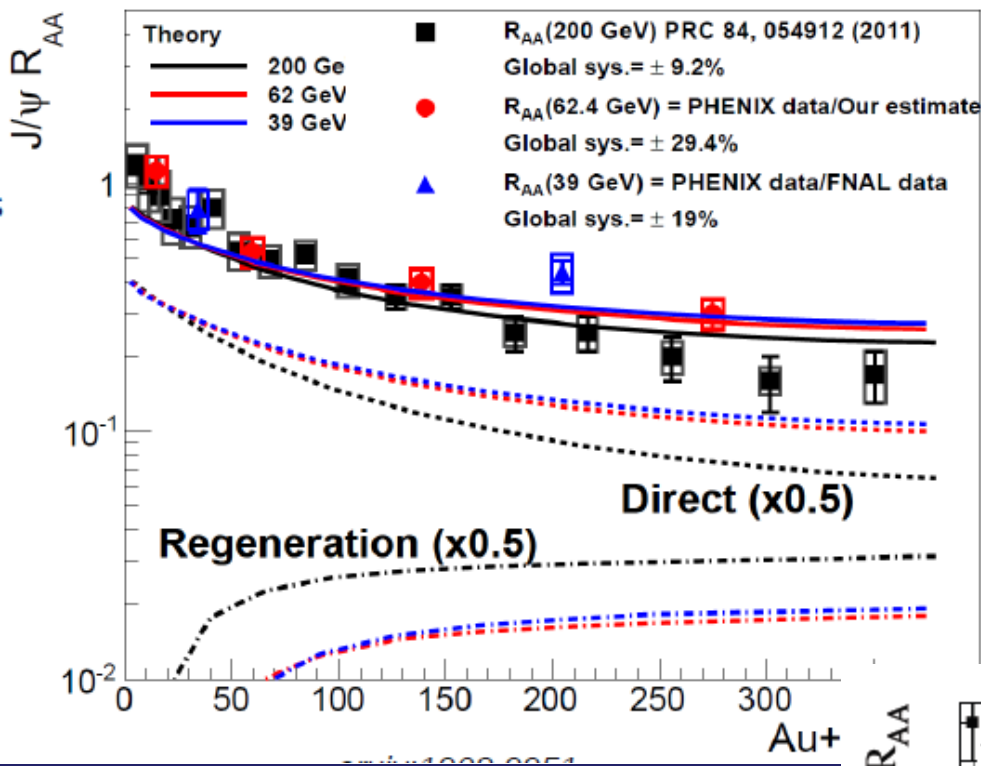 J/ψ R_AA
Theory
200 Ge
62 GeV
39 GeV
R_AA(200 GeV) PRC 84, 054912 (2011)
Global sys.= ± 9.2%
R_AA(62.4 GeV) = PHENIX data/Our estimate
Global sys.= ± 29.4%
R_AA(39 GeV) = PHENIX data/FNAL data
Global sys.= ± 19%
1
10^-1
Direct (x0.5)
Regeneration (x0.5)
10^-2
0 50 100 150 200 250 300
Au+
R_AA